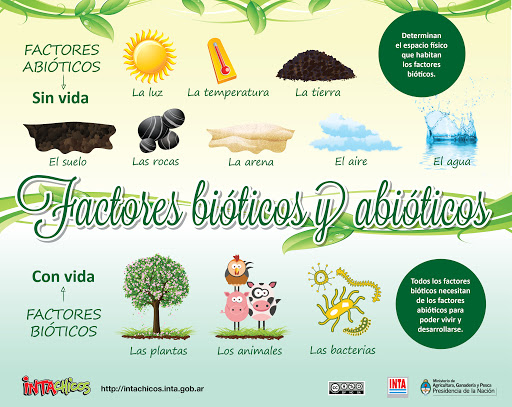 FACTORES
ABIÓTICOS
Sin vida
La luz
La temperatura
La tierra
Determinan
el espacio físico
que habitan
los factores
bióticos.
El suelo
Las rocas
La arena
El aire
El agua
Factores bióticos y abióticos
Con vida
FACTORES
BIÓTICOS
Las plantas
Los animales
Las bacterias
Todos los factores
bióticos necesitan
de los factores
abióticos para
poder vivir y
desarrollarse.
INTACHICOS
http://intachicos.inta.gob.ar
INTA
Ministerio de
Agricultura, Ganadería y Pesca
Presidencia de la Nación